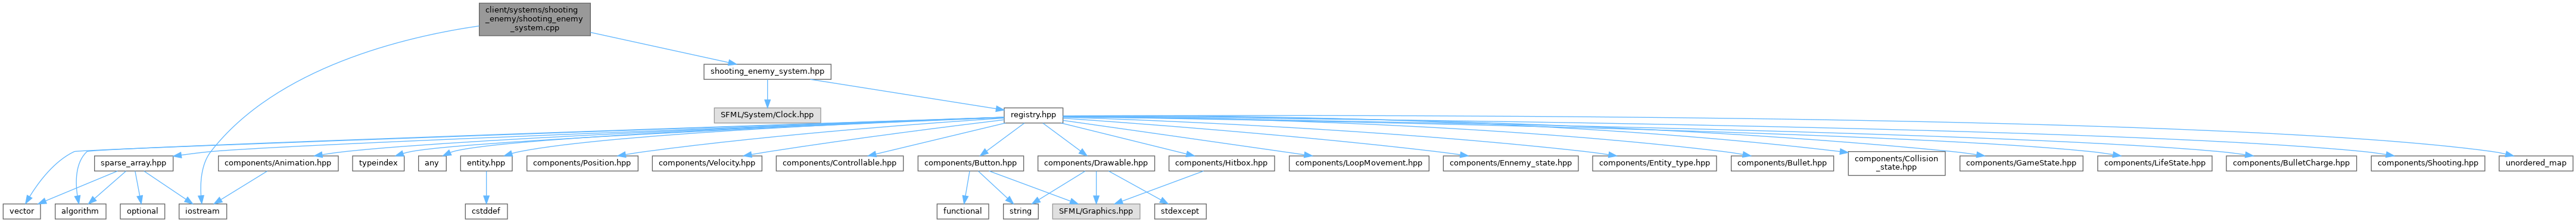 client/systems/shooting
_enemy/shooting_enemy
_system.cpp
shooting_enemy_system.hpp
SFML/System/Clock.hpp
registry.hpp
sparse_array.hpp
components/Animation.hpp
typeindex
any
entity.hpp
components/Position.hpp
components/Velocity.hpp
components/Controllable.hpp
components/Button.hpp
components/Drawable.hpp
components/Hitbox.hpp
components/LoopMovement.hpp
components/Ennemy_state.hpp
components/Entity_type.hpp
components/Bullet.hpp
components/Collision
_state.hpp
components/GameState.hpp
components/LifeState.hpp
components/BulletCharge.hpp
components/Shooting.hpp
unordered_map
vector
algorithm
optional
iostream
cstddef
functional
string
SFML/Graphics.hpp
stdexcept